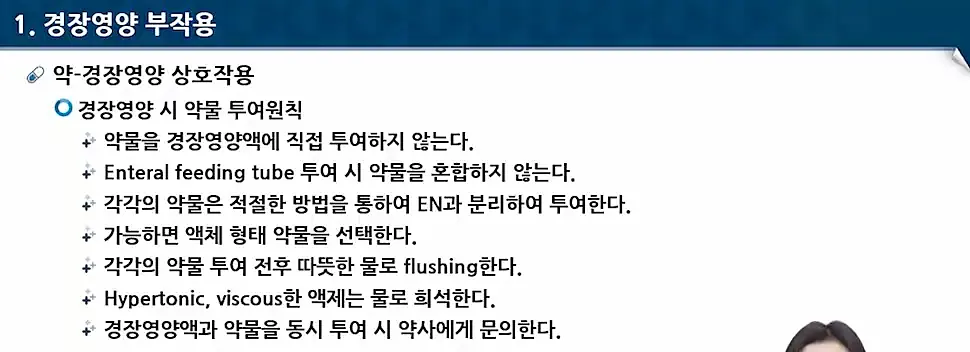 1. 경장영양 부작용
약-경장영양 상호작용
경장영양 시 약물 투여원칙
약물을 경장영양액에 직접 투여하지 않는다.
Enteral feeding tube 투여 시 약물을 혼합하지 않는다.
각각의 약물은 적절한 방법을 통하여 EN과 분리하여 투여한다.
가능하면 액체 형태 약물을 선택한다.
각각의 약물 투여 전후 따뜻한 물로 flushing한다.
Hypertonic, viscous한 액제는 물로 희석한다.
경장영양액과 약물을 동시 투여 시 약사에게 문의한다.